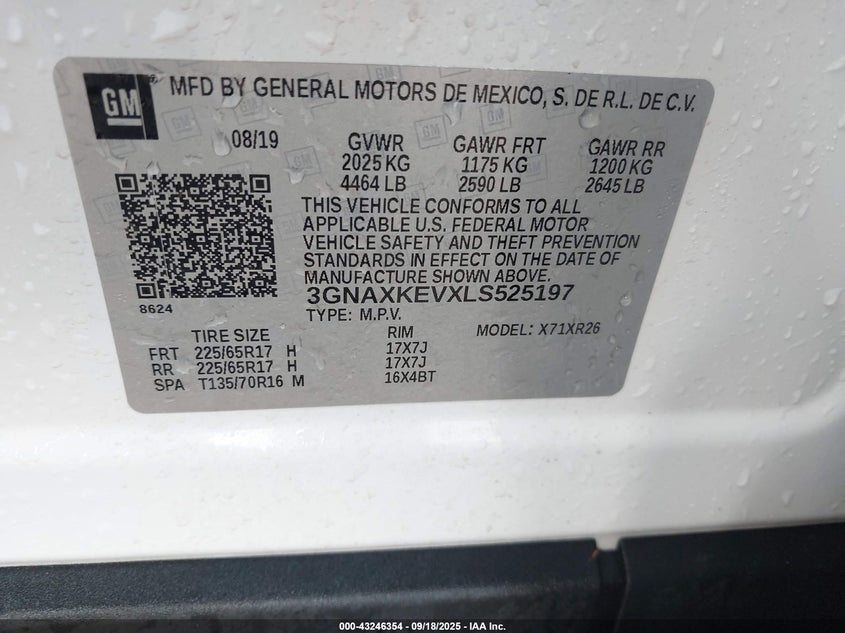 GM
MFD BY GENERAL MOTORS DE MEXICO, S. DE R.L. DE C.V.
08/19 GVWR GAWR FRT GAWR RR
2025 KG 1175 KG 1200 KG
4464 LB 2590 LB 2645 LB
THIS VEHICLE CONFORMS TO ALL
APPLICABLE U.S. FEDERAL MOTOR
VEHICLE SAFETY AND THEFT PREVENTION
STANDARDS IN EFFECT ON THE DATE OF
MANUFACTURE SHOWN ABOVE.
3GNAXKEVXLS525197
8624
TYPE: M.P.V.
TIRE SIZE RIM MODEL: X71XR26
FRT 225/65R17 H 17X7J
RR 225/65R17 H 17X7J
SPA T135/70R16 M 16X4BT
000-43246354 - 09/18/2025 - IAA Inc.